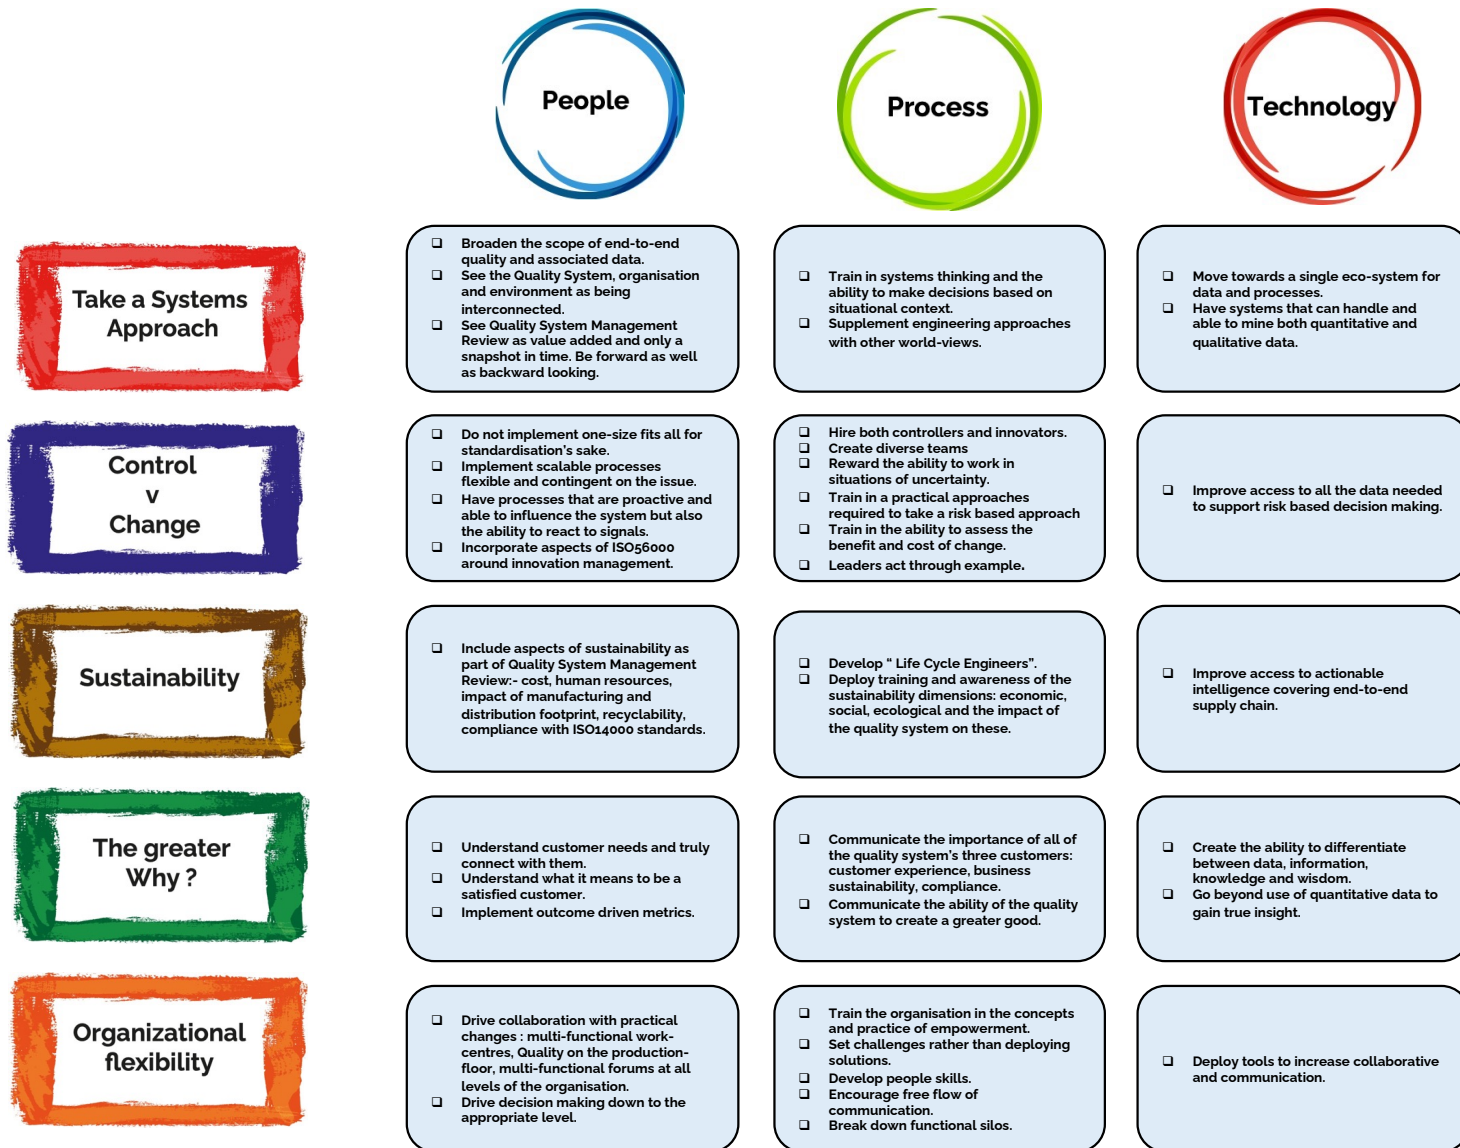 People
Process
Technology
Take a Systems
Approach
❑ Broaden the scope of end-to-end
quality and associated data.
❑ See the Quality System, organisation
and environment as being
interconnected.
❑ See Quality System Management
Review as value added and only a
snapshot in time. Be forward as well
as backward looking.
❑ Train in systems thinking and the
ability to make decisions based on
situational context.
❑ Supplement engineering approaches
with other world-views.
❑ Move towards a single eco-system for
data and processes.
❑ Have systems that can handle and
able to mine both quantitative and
qualitative data.
Control
v
Change
❑ Do not implement one-size fits all for
standardisation's sake.
❑ Implement scalable processes
flexible and contingent on the issue.
❑ Have processes that are proactive and
able to influence the system but also
the ability to react to signals.
❑ Incorporate aspects of ISO56000
around innovation management.
❑ Hire both controllers and innovators.
❑ Create diverse teams
❑ Reward the ability to work in
situations of uncertainty.
❑ Train in a practical approaches
required to take a risk based approach
❑ Train in the ability to assess the
benefit and cost of change.
❑ Leaders act through example.
❑ Improve access to all the data needed
to support risk based decision making.
Sustainability
❑ Include aspects of sustainability as
part of Quality System Management
Review:- cost, human resources,
impact of manufacturing and
distribution footprint, recyclability,
compliance with ISO14000 standards.
❑ Develop “ Life Cycle Engineers”.
❑ Deploy training and awareness of the
sustainability dimensions: economic,
social, ecological and the impact of
the quality system on these.
❑ Improve access to actionable
intelligence covering end-to-end
supply chain.
The greater
Why ?
❑ Understand customer needs and truly
connect with them.
❑ Understand what it means to be a
satisfied customer.
❑ Implement outcome driven metrics.
❑ Communicate the importance of all of
the quality system's three customers:
customer experience, business
sustainability, compliance.
❑ Communicate the ability of the quality
system to create a greater good.
❑ Create the ability to differentiate
between data, information,
knowledge and wisdom.
❑ Go beyond use of quantitative data to
gain true insight.
Organizational
flexibility
❑ Drive collaboration with practical
changes : multi-functional work-
centres, Quality on the production-
floor, multi-functional forums at all
levels of the organisation.
❑ Drive decision making down to the
appropriate level.
❑ Train the organisation in the concepts
and practice of empowerment.
❑ Set challenges rather than deploying
solutions.
❑ Develop people skills.
❑ Encourage free flow of
communication.
❑ Break down functional silos.
❑ Deploy tools to increase collaborative
and communication.